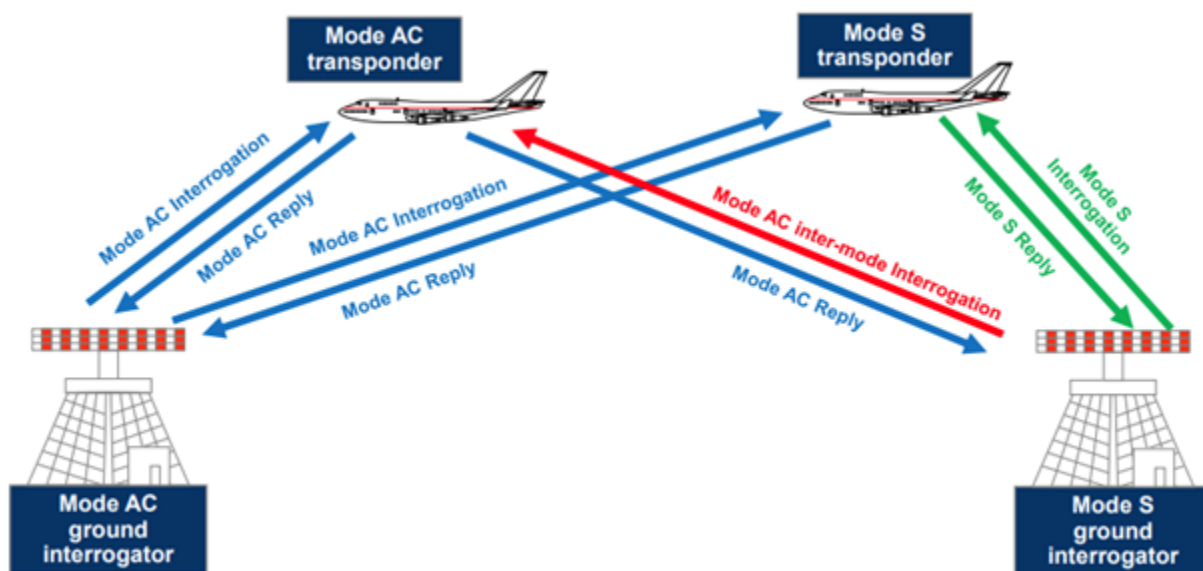 Mode AC
transponder
Mode S
transponder
Mode AC Interrogation
Mode AC Reply
Mode AC Interrogation
Mode AC Reply
Mode AC inter-mode Interrogation
Mode AC Reply
Mode S
Interrogation
Mode S Reply
Mode AC
ground
interrogator
Mode S
ground
interrogator